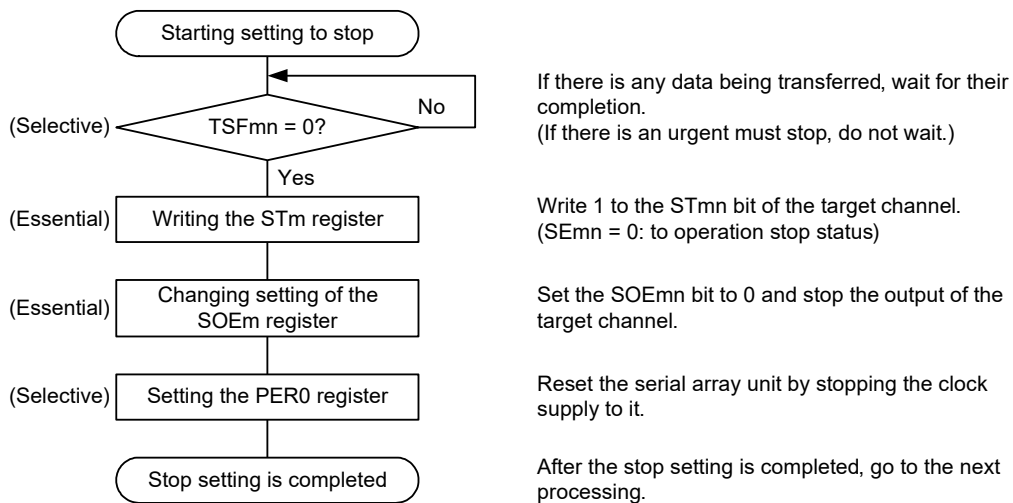 Starting setting to stop
If there is any data being transferred, wait for their
completion.
(If there is an urgent must stop, do not wait.)
(Selective)
TSFmn = 0?
No
Yes
(Essential)
Writing the STm register
Write 1 to the STmn bit of the target channel.
(SEmn = 0: to operation stop status)
(Essential)
Changing setting of the
SOEm register
Set the SOEmn bit to 0 and stop the output of the
target channel.
(Selective)
Setting the PER0 register
Reset the serial array unit by stopping the clock
supply to it.
Stop setting is completed
After the stop setting is completed, go to the next
processing.